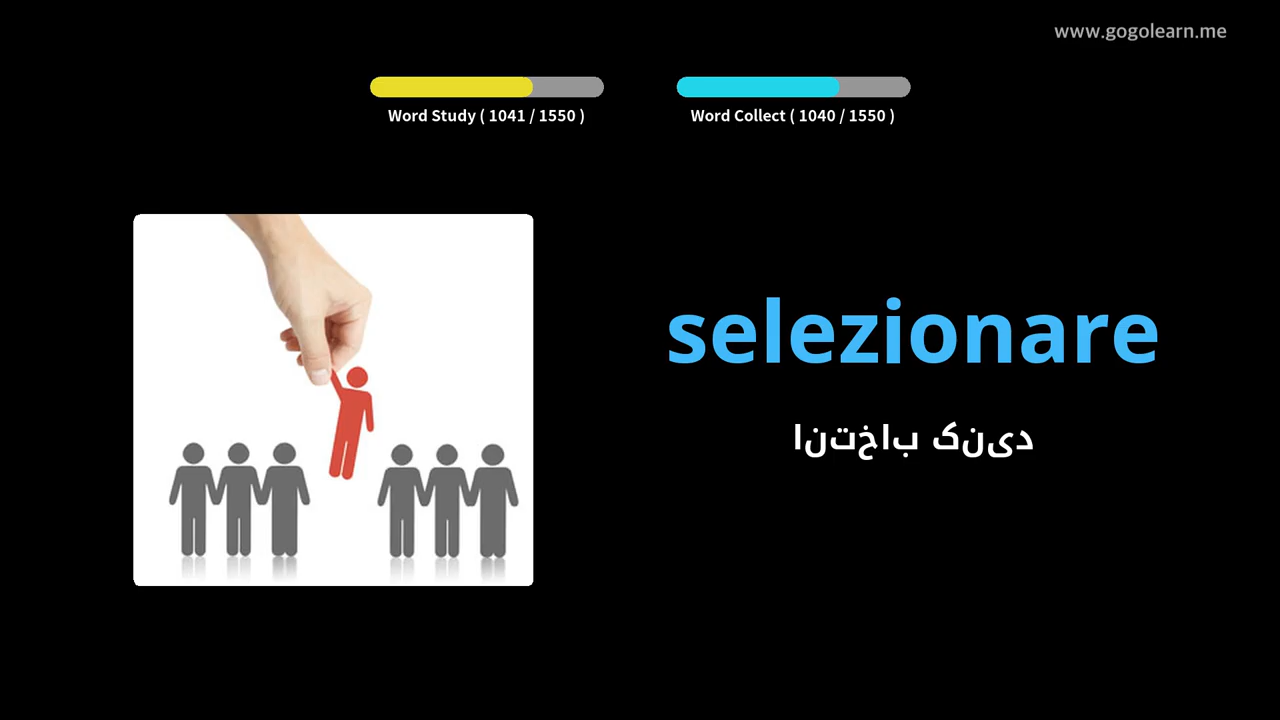 www.gogolearn.me
Word Study ( 1041 / 1550 )
Word Collect ( 1040 / 1550 )
selezionare
انتخاب کنید